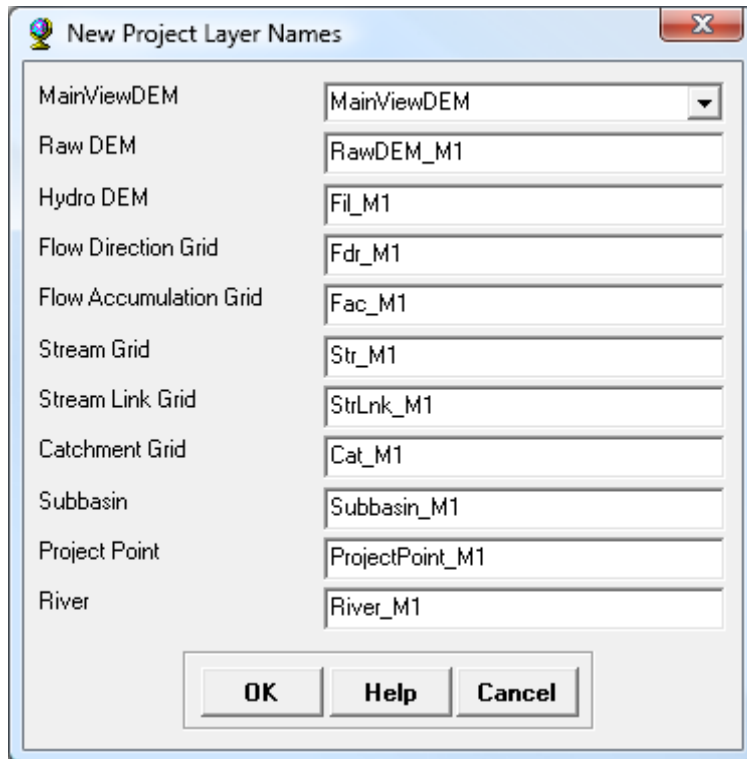 New Project Layer Names
MainViewDEM MainViewDEM
Raw DEM RawDEM_M1
Hydro DEM Fil_M1
Flow Direction Grid Fdr_M1
Flow Accumulation Grid Fac_M1
Stream Grid Str_M1
Stream Link Grid StrLnk_M1
Catchment Grid Cat_M1
Subbasin Subbasin_M1
Project Point ProjectPoint_M1
River River_M1
OK Help Cancel